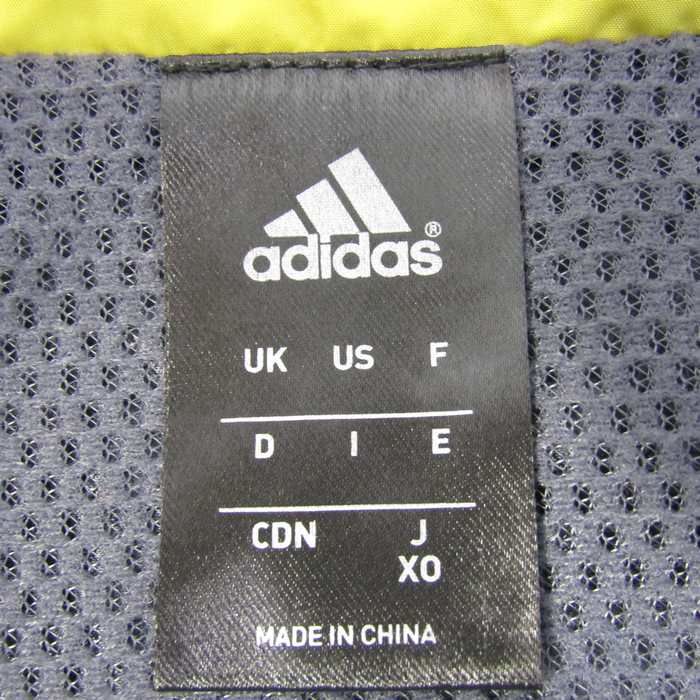 adidas®
UK US F
D I E
CDN J
XO
MADE IN CHINA